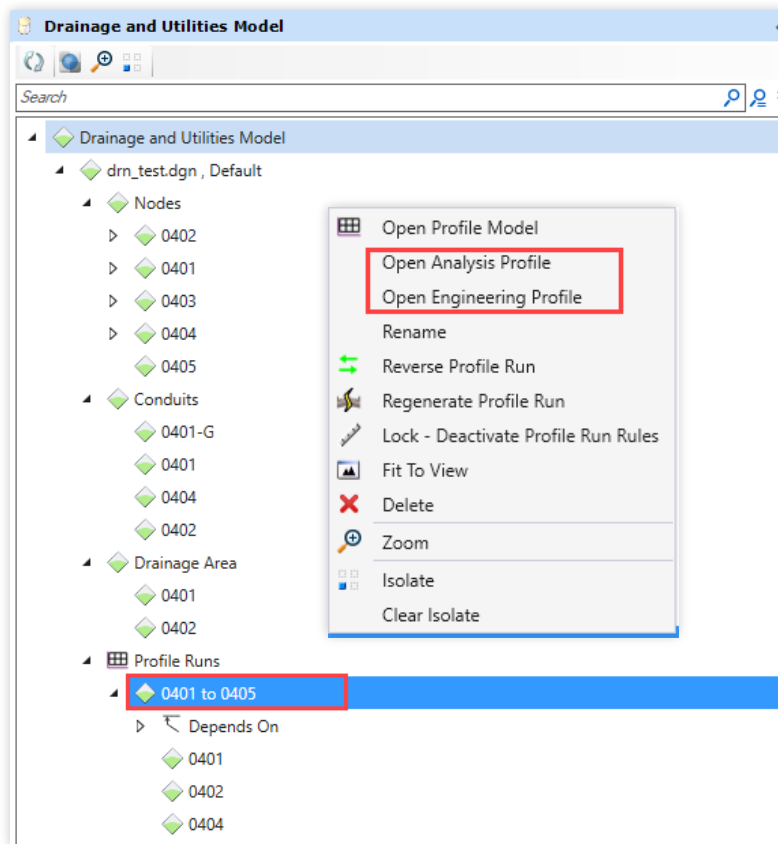 Drainage and Utilities Model
Search
Drainage and Utilities Model
drn_test.dgn , Default
Nodes
0402
0401
0403
0404
0405
Conduits
0401-G
0401
0404
0402
Drainage Area
0401
0402
Profile Runs
0401 to 0405
Depends On
0401
0402
0404
Open Profile Model
Open Analysis Profile
Open Engineering Profile
Rename
Reverse Profile Run
Regenerate Profile Run
Lock - Deactivate Profile Run Rules
Fit To View
Delete
Zoom
Isolate
Clear Isolate